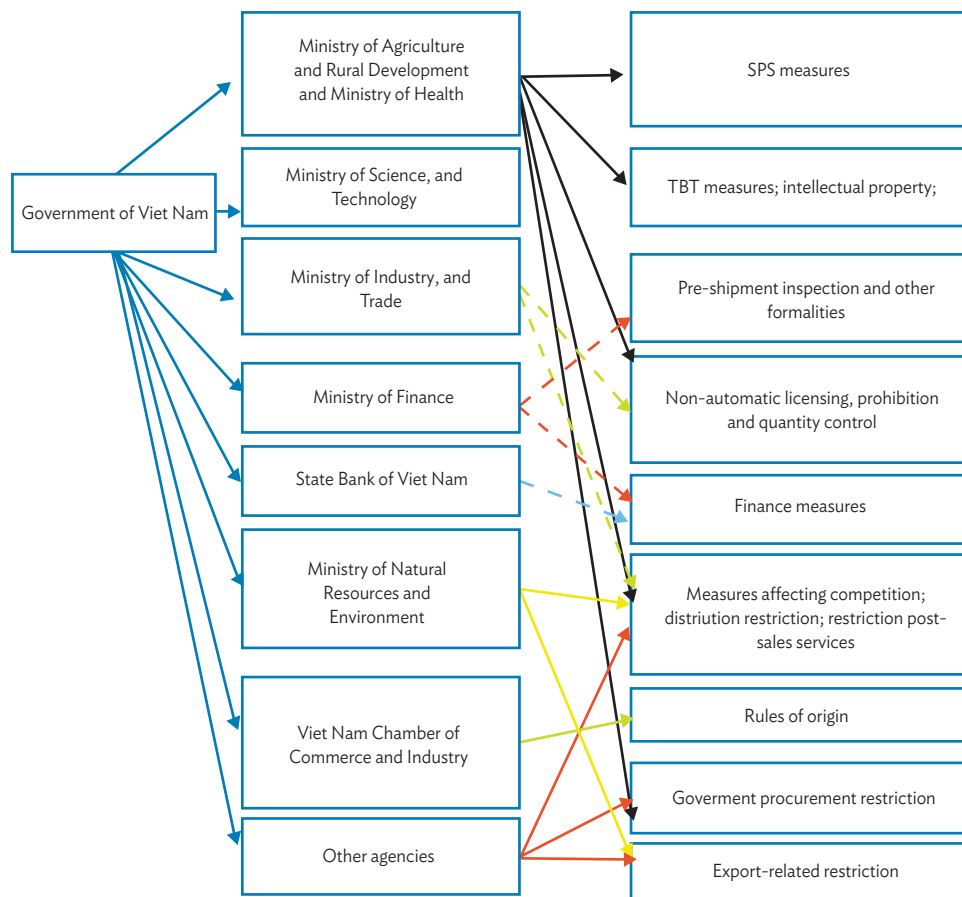 Government of Viet Nam
Ministry of Agriculture
and Rural Development
and Ministry of Health
Ministry of Science, and
Technology
Ministry of Industry, and
Trade
Ministry of Finance
State Bank of Viet Nam
Ministry of Natural
Resources and
Environment
Viet Nam Chamber of
Commerce and Industry
Other agencies
SPS measures
TBT measures; intellectual property;
Pre-shipment inspection and other
formalities
Non-automatic licensing, prohibition
and quantity control
Finance measures
Measures affecting competition;
distriution restriction; restriction post-
sales services
Rules of origin
Goverment procurement restriction
Export-related restriction